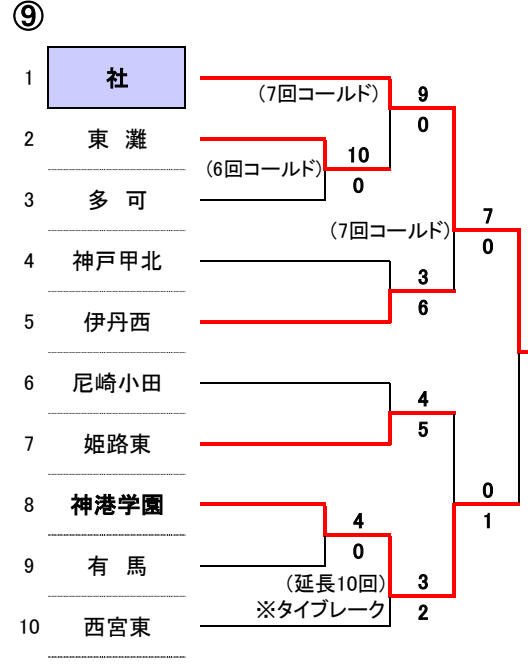 ⑨
1 社
(7回コールド) 9
0
2 東 灘
(6回コールド) 10
0
3 多 可
(7回コールド) 7
0
4 神戸甲北
3
6
5 伊丹西
6 尼崎小田
4
5
7 姫路東
8 神港学園
0
1
4
0
9 有 馬
(延長10回) 3
※タイブレーク 2
10 西宮東